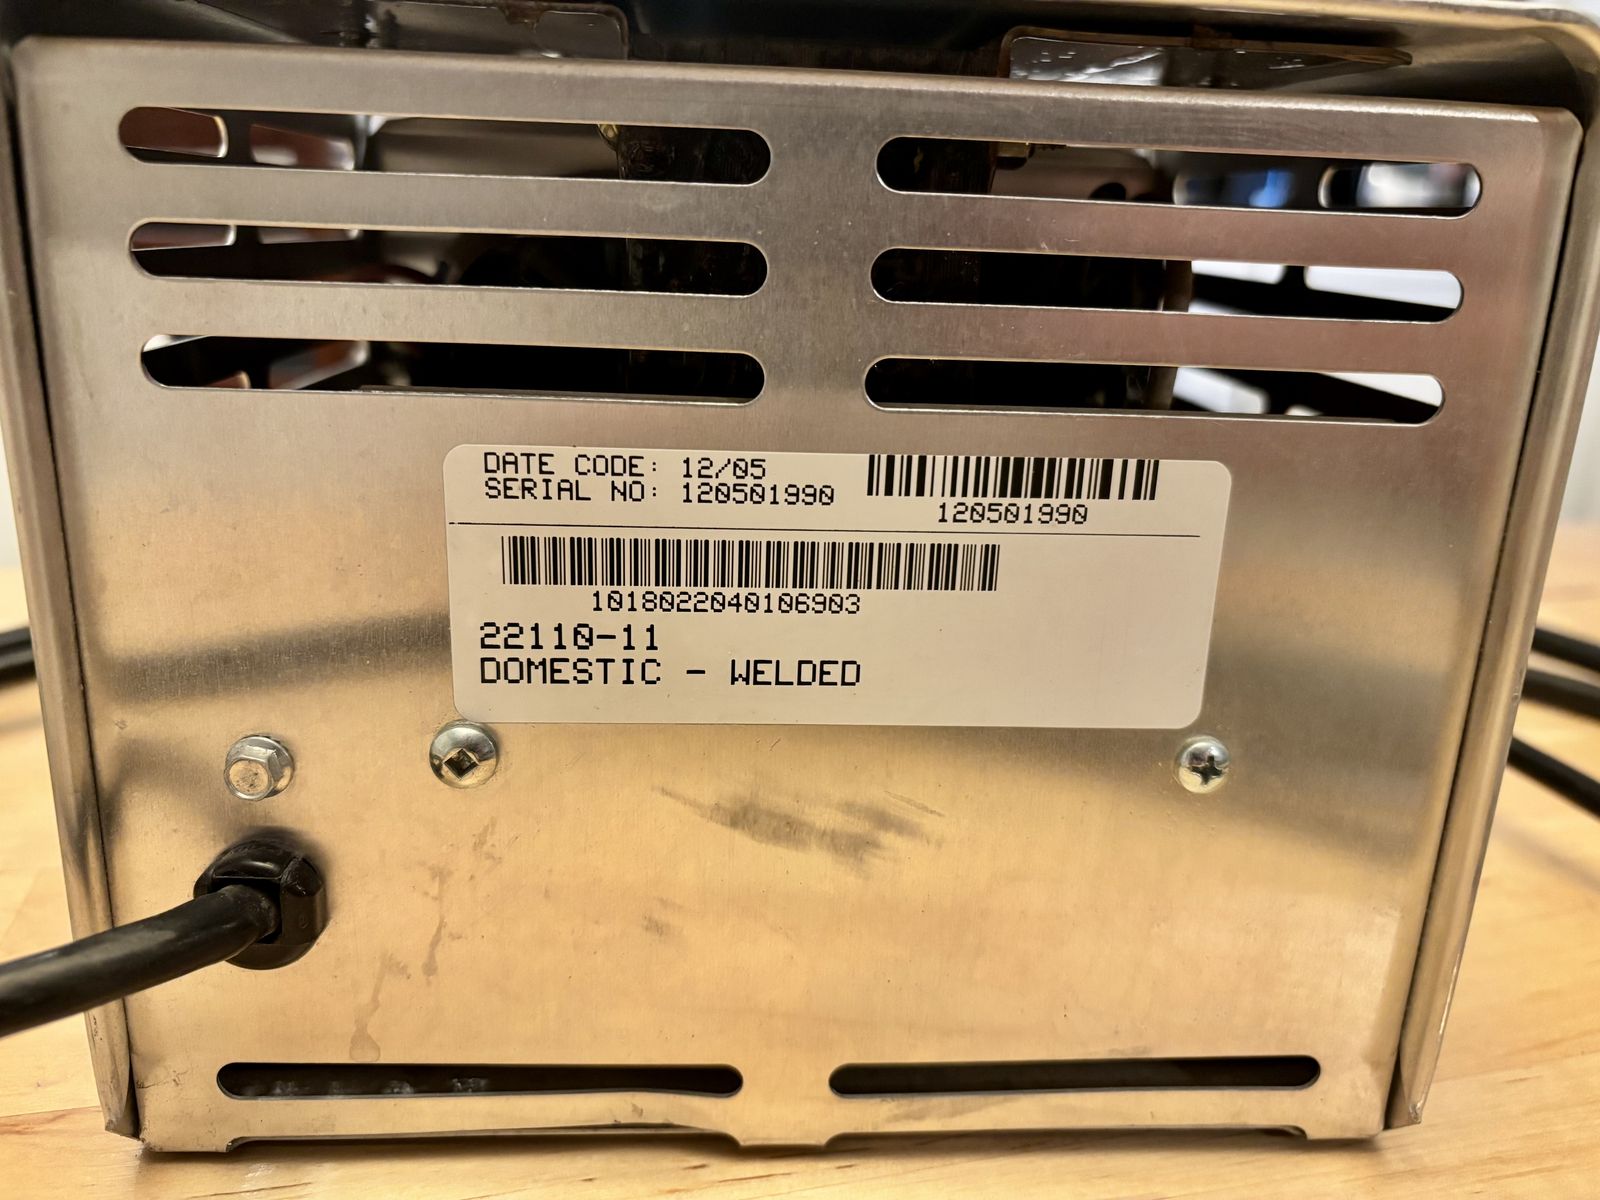 DATE CODE: 12/05
SERIAL NO: 120501990
120501990
1018022040106903
22110-11
DOMESTIC - WELDED